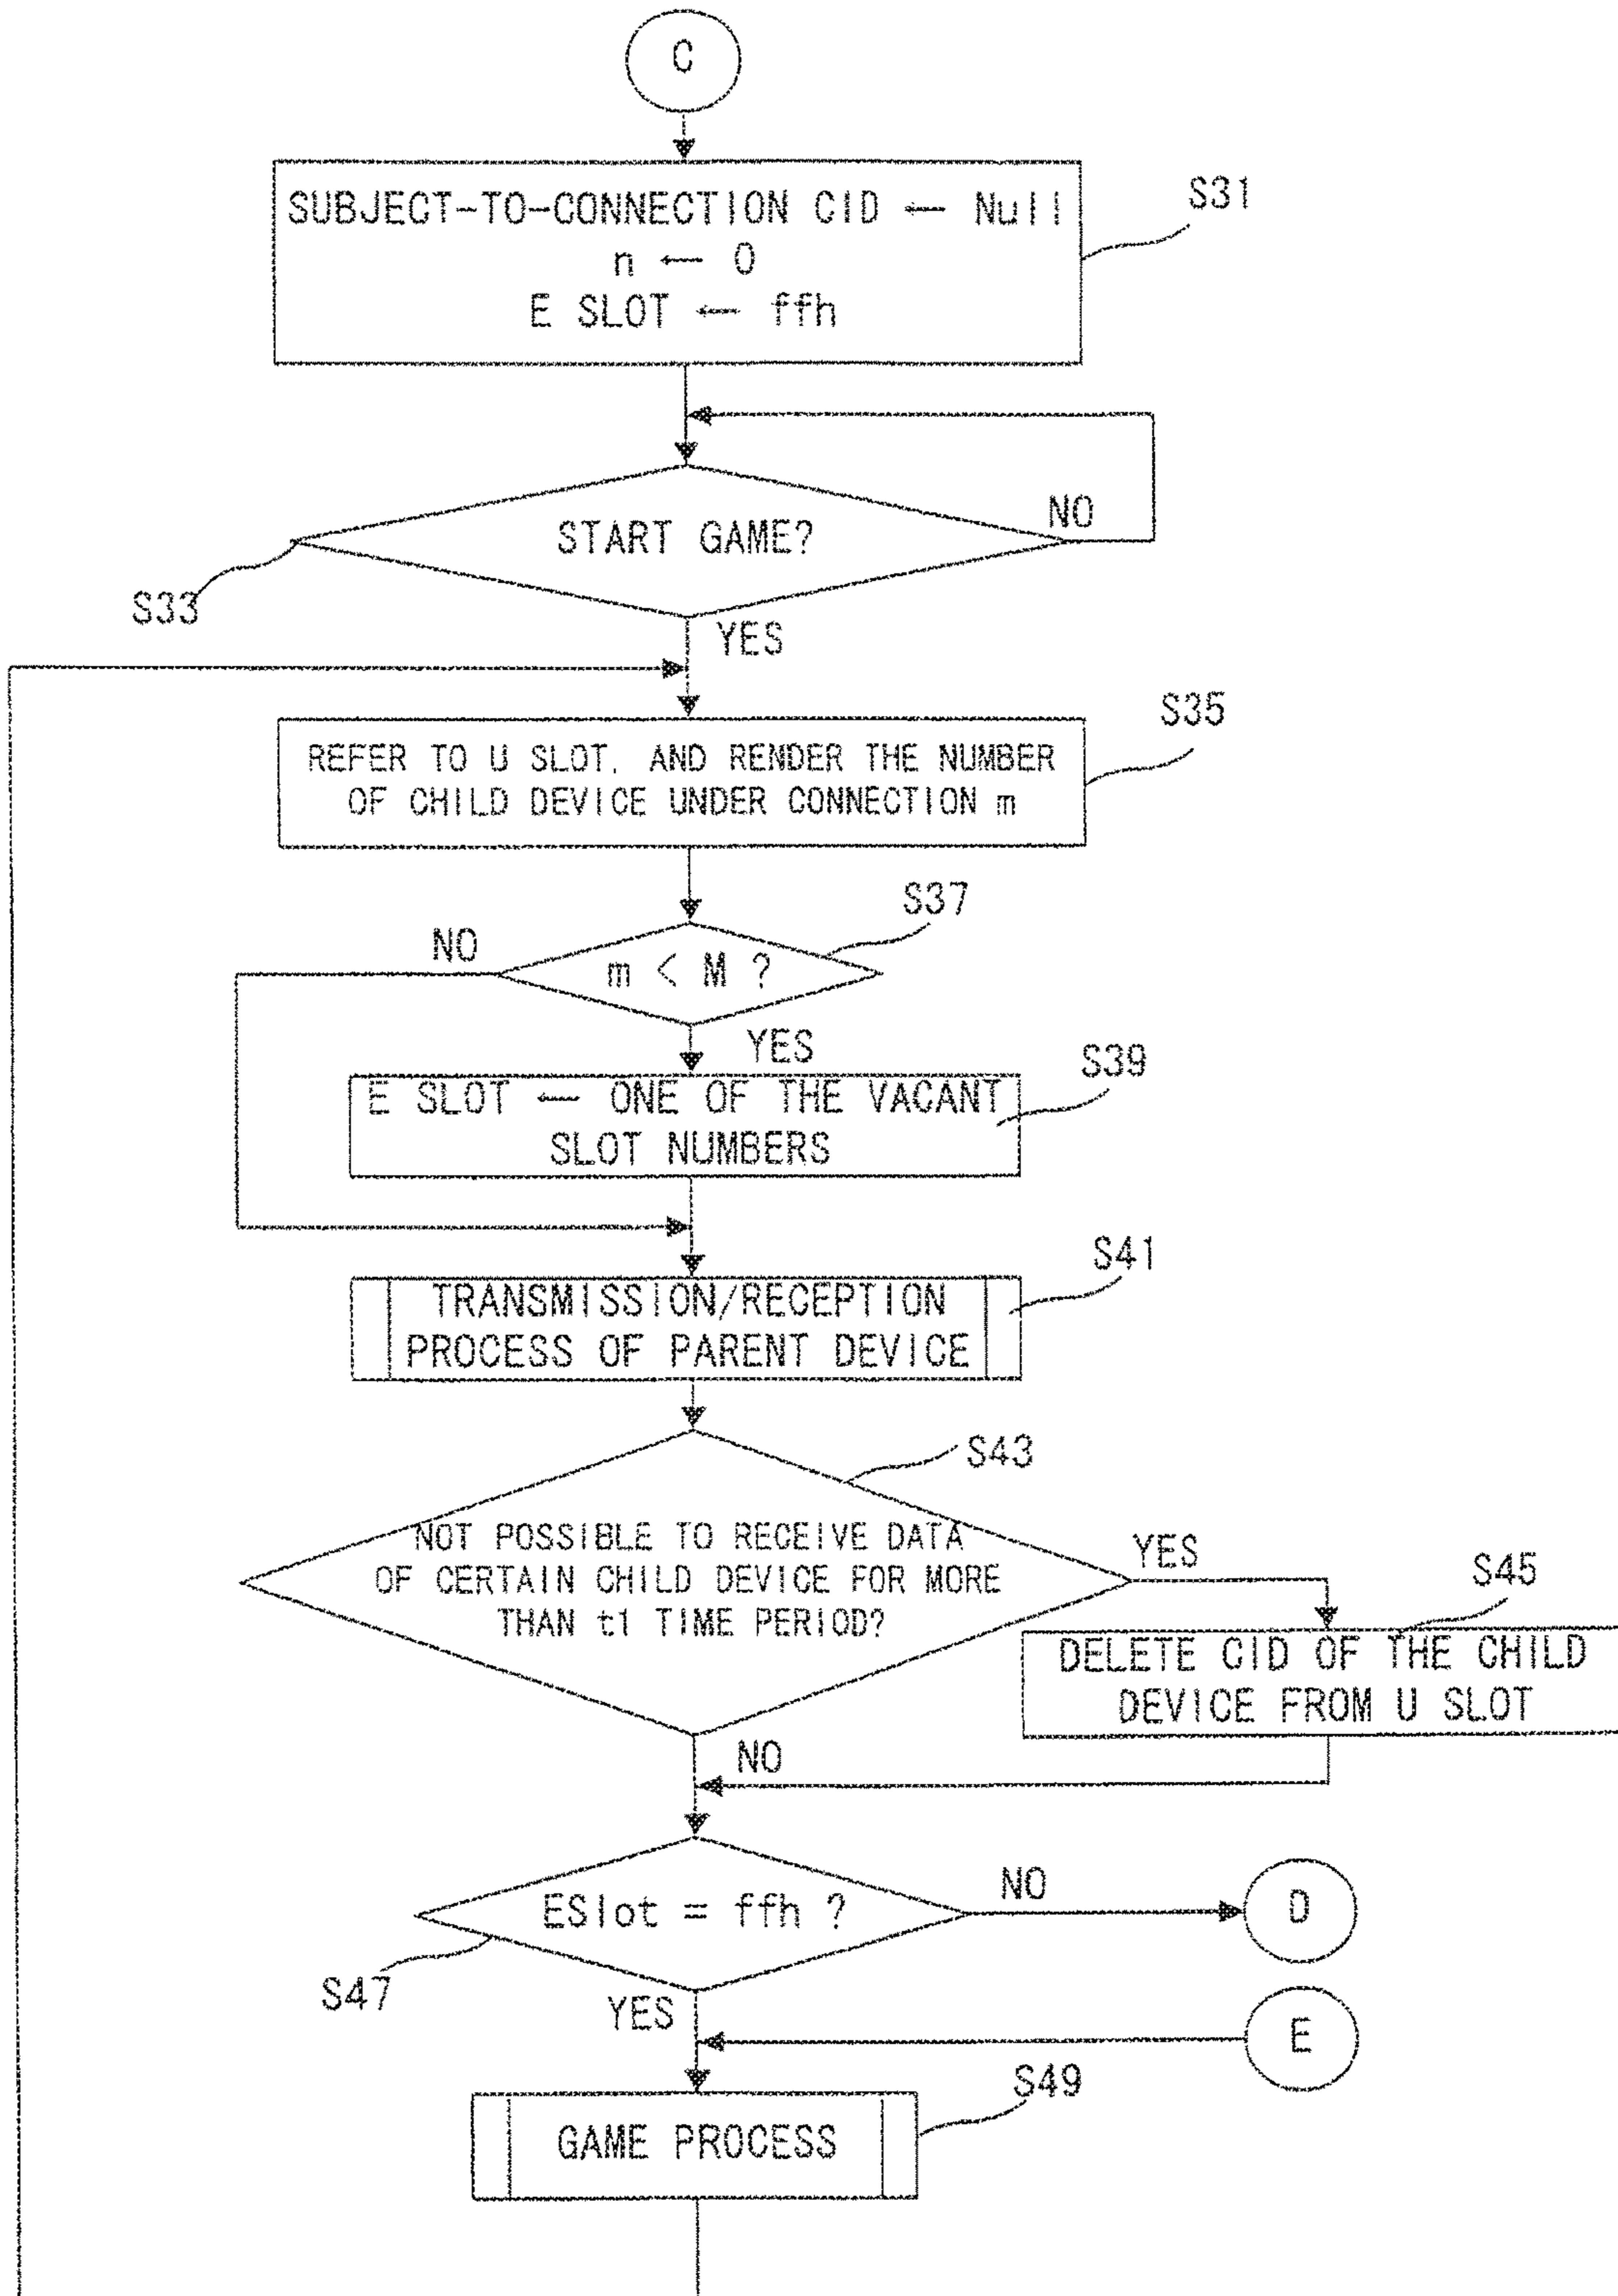 C
SUBJECT-TO-CONNECTION CID ← Null
n ← 0
E SLOT ← ffh
S31
START GAME?
NO
S33
YES
S35
REFER TO U SLOT, AND RENDER THE NUMBER
OF CHILD DEVICE UNDER CONNECTION m
S37
NO
m < M ?
YES
S39
E SLOT ← ONE OF THE VACANT
SLOT NUMBERS
S41
TRANSMISSION/RECEPTION
PROCESS OF PARENT DEVICE
S43
NOT POSSIBLE TO RECEIVE DATA
OF CERTAIN CHILD DEVICE FOR MORE
THAN t1 TIME PERIOD?
YES
S45
DELETE CID OF THE CHILD
DEVICE FROM U SLOT
NO
ESlot = ffh ?
NO
D
S47
YES
E
S49
GAME PROCESS